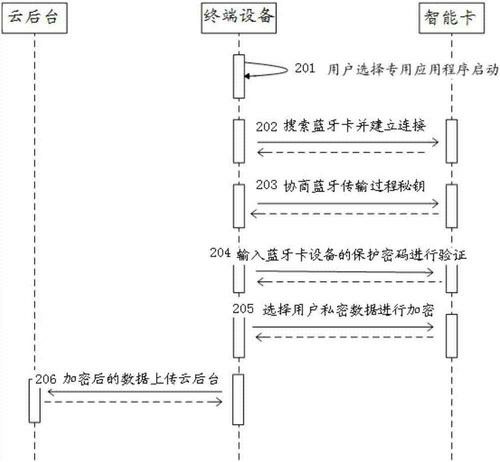 云后台 终端设备 智能卡
201 用户选择专用应用程序启动
202 搜索蓝牙卡并建立连接
203 协商蓝牙传输过程秘钥
204 输入蓝牙卡设备的保护密码进行验证
205 选择用户私密数据进行加密
206 加密后的数据上传云后台